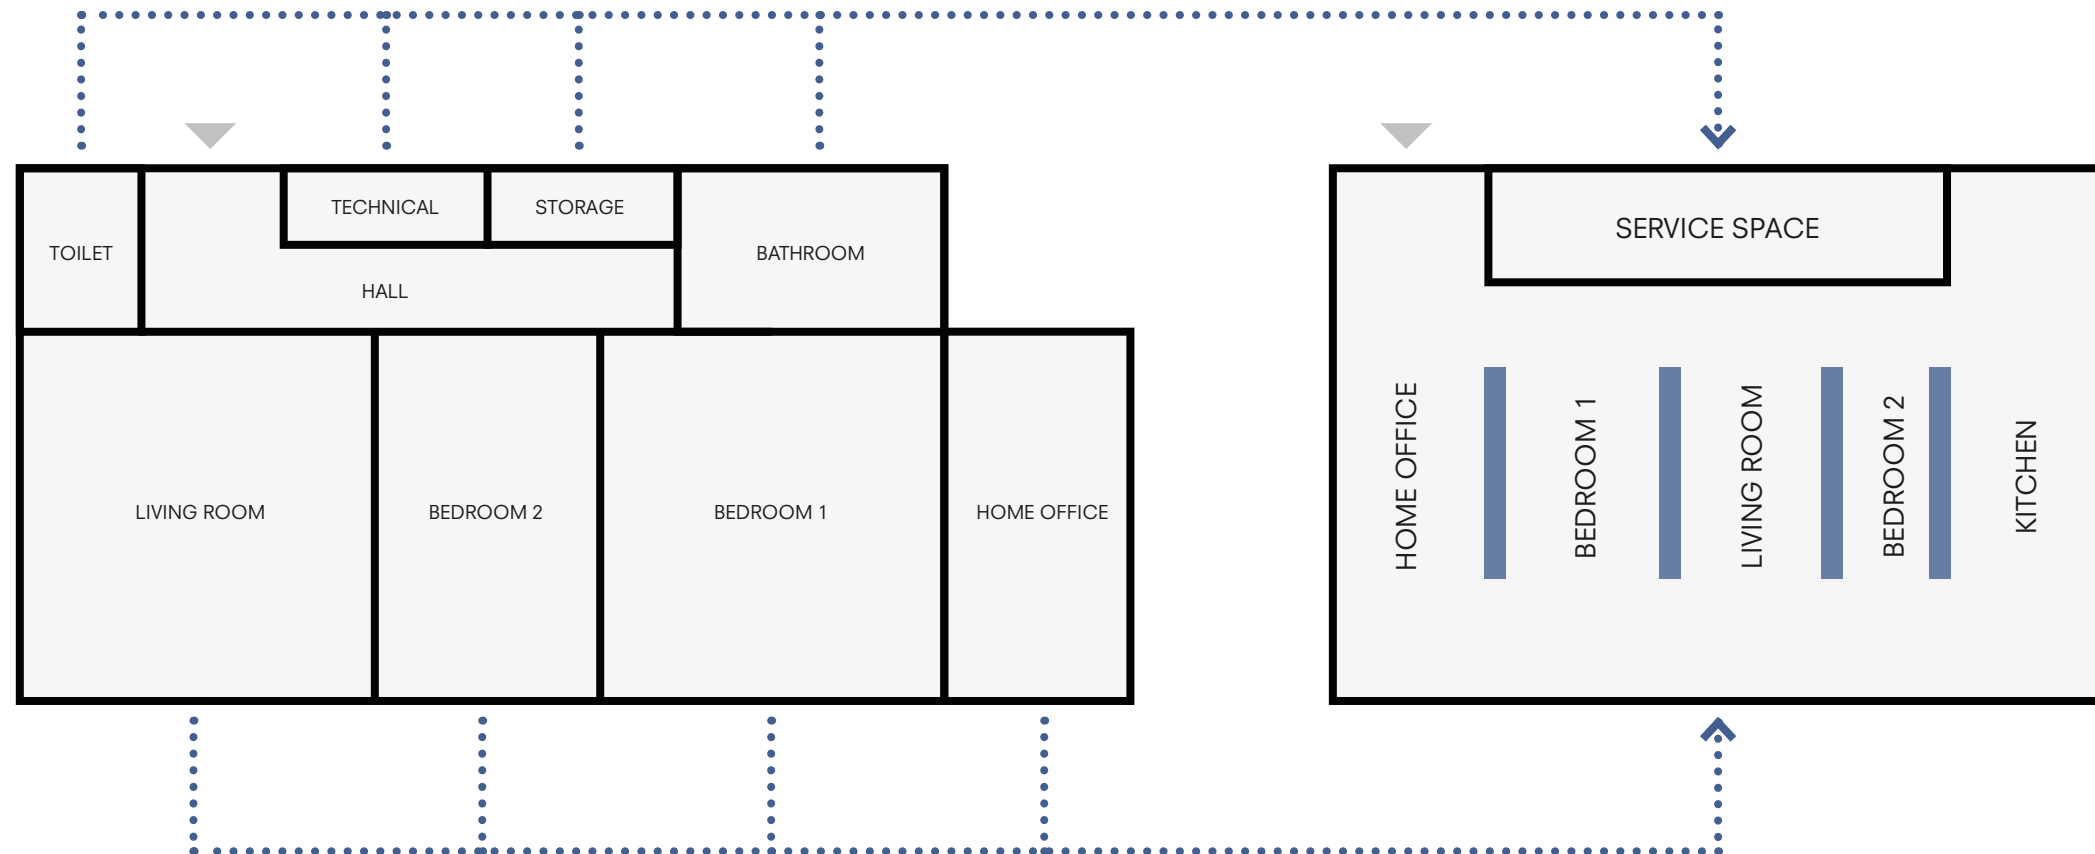 TECHNICAL
STORAGE
TOILET
BATHROOM
HALL
LIVING ROOM
BEDROOM 2
BEDROOM 1
HOME OFFICE
SERVICE SPACE
HOME OFFICE
BEDROOM 1
LIVING ROOM
BEDROOM 2
KITCHEN